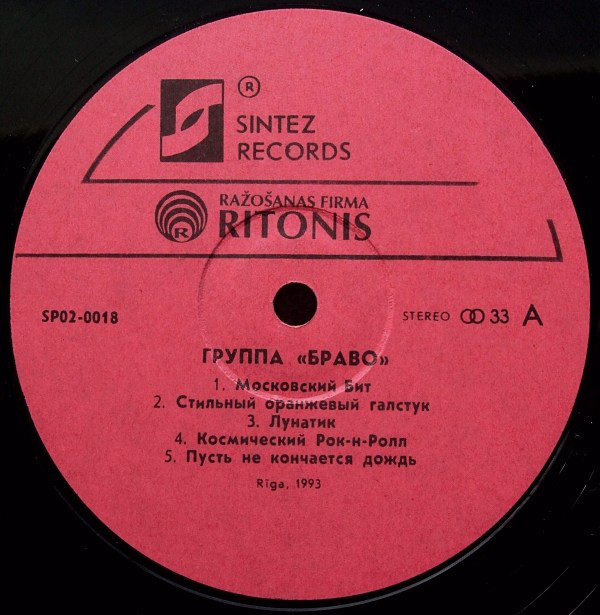 ®
SINTEZ
RECORDS
RAŽOŠANAS FIRMA
RITONIS
R
SP02-0018
STEREO 33 A
ГРУППА «БРАВО»
1. Московский Бит
2. Стильный оранжевый галстук
3. Лунатик
4. Космический Рок-н-Ролл
5. Пусть не кончается дождь
Rīga, 1993